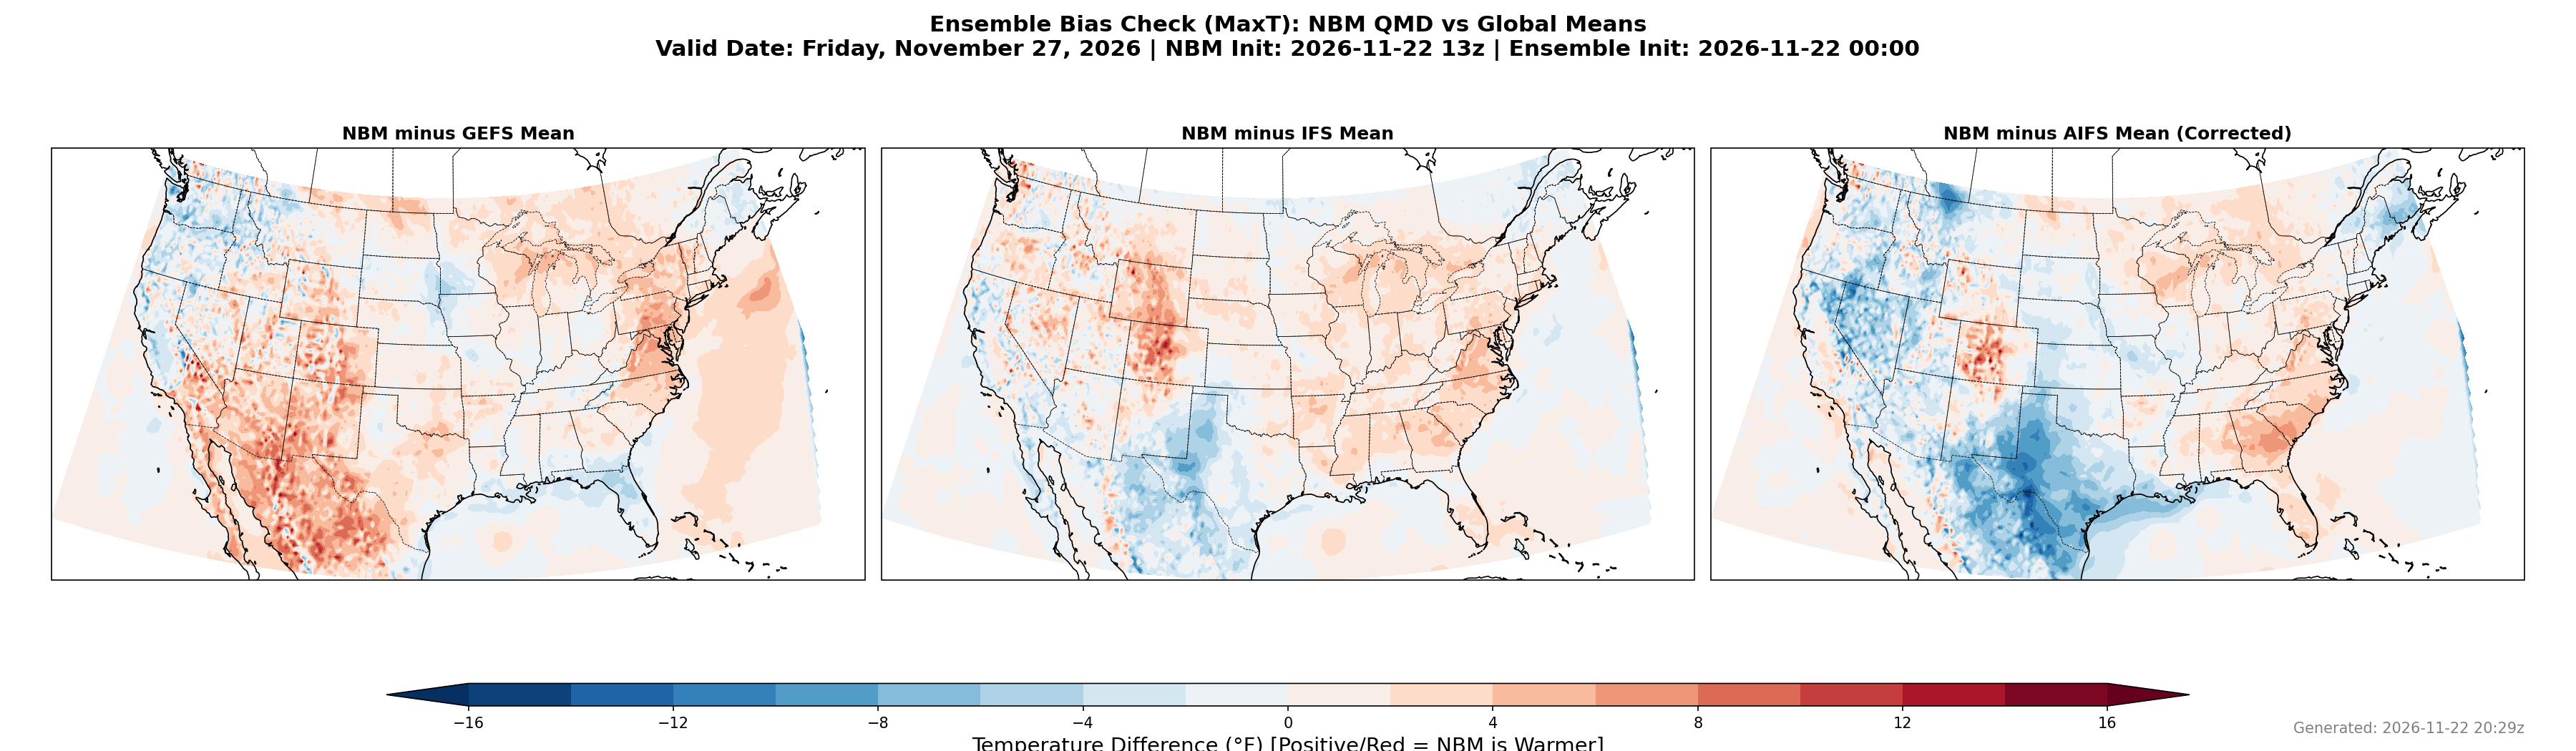 Ensemble Bias Check (MaxT): NBM QMD vs Global Means
Valid Date: Friday, November 27, 2026 | NBM Init: 2026-11-22 13z | Ensemble Init: 2026-11-22 00:00
NBM minus GEFS Mean
NBM minus IFS Mean
NBM minus AIFS Mean (Corrected)
−16 −12 −8 −4 0 4 8 12 16
Temperature Difference (°F) [Positive/Red = NBM is Warmer]
Generated: 2026-11-22 20:29z